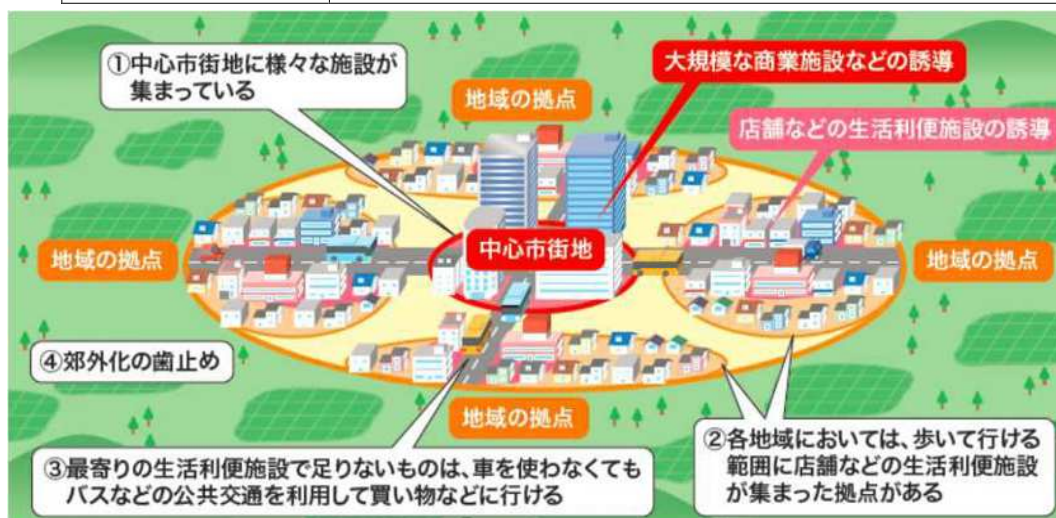 ①中心市街地に様々な施設が
集まっている
大規模な商業施設などの誘導
地域の拠点
店舗などの生活利便施設の誘導
地域の拠点
中心市街地
地域の拠点
④郊外化の歯止め
地域の拠点
③最寄りの生活利便施設で足りないものは、車を使わなくても
バスなどの公共交通を利用して買い物などに行ける
②各地域においては、歩いて行ける
範囲に店舗などの生活利便施設
が集まった拠点がある